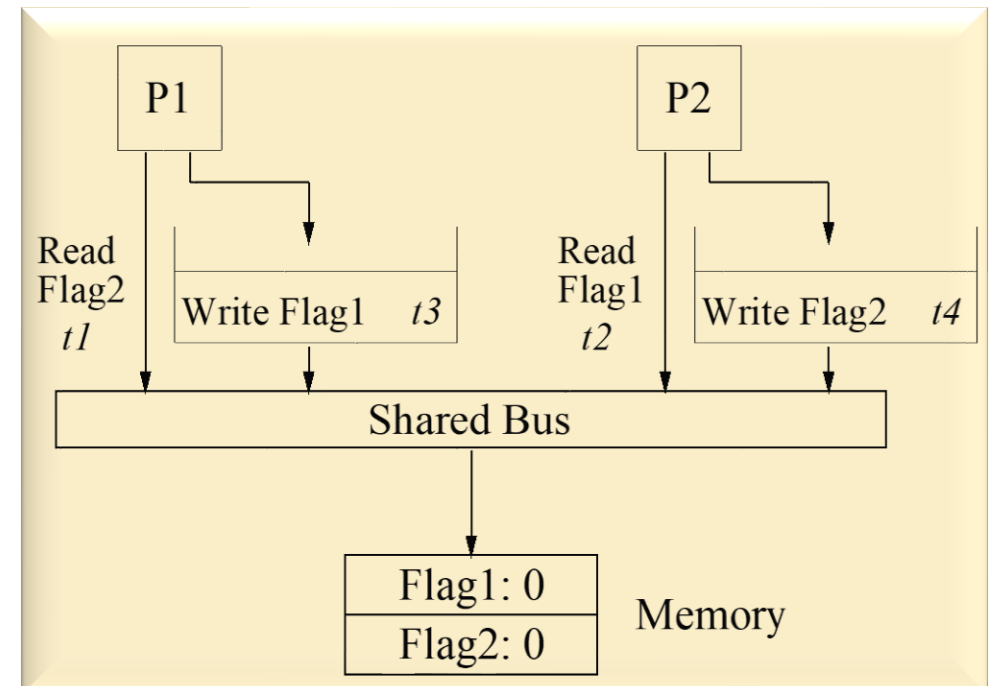 P1
P2
Read
Flag2
t1
Write Flag1 t3
Read
Flag1
t2
Write Flag2 t4
Shared Bus
Flag1: 0
Flag2: 0
Memory